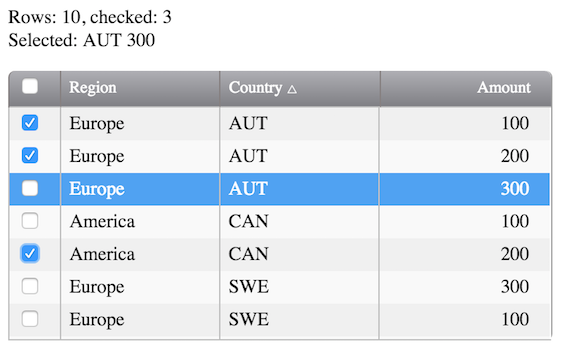 Rows: 10, checked: 3
Selected: AUT 300
Region Country △ Amount
Europe AUT 100
Europe AUT 200
Europe AUT 300
America CAN 100
America CAN 200
Europe SWE 300
Europe SWE 100